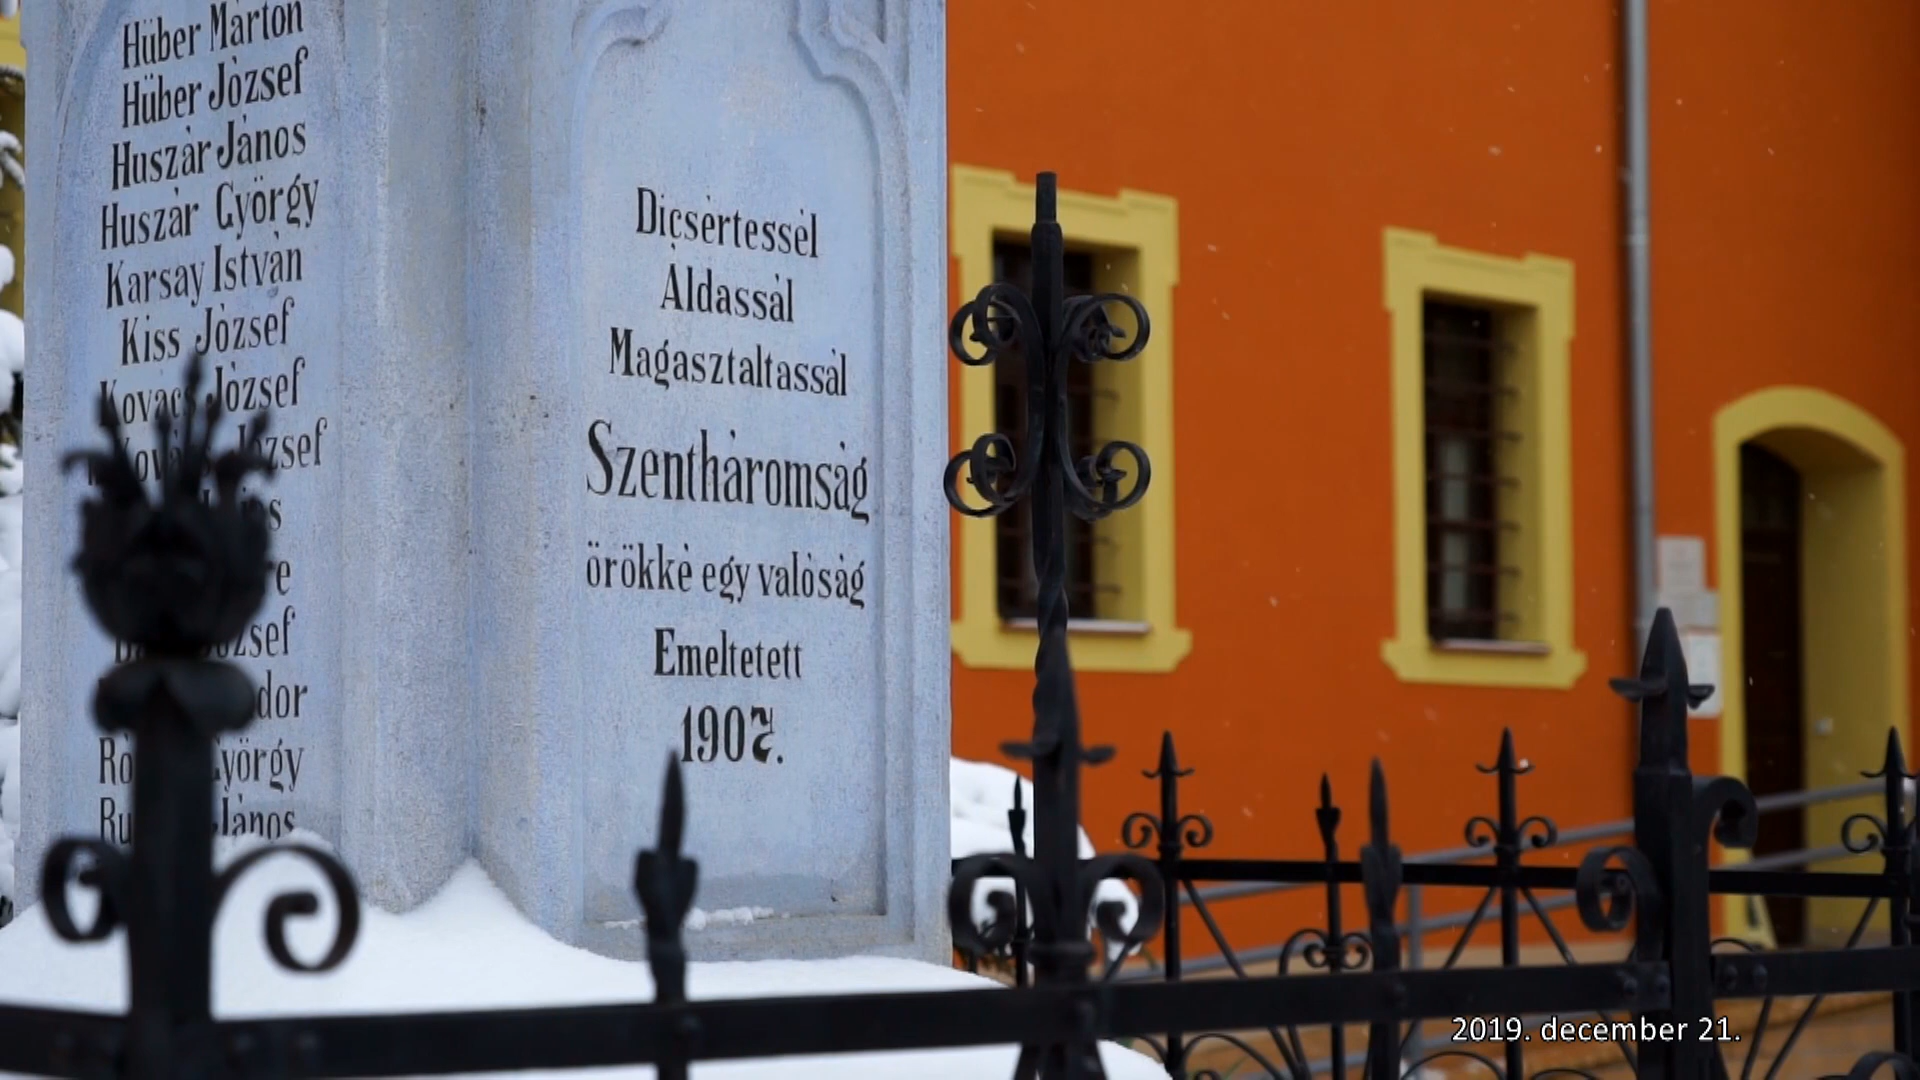 Hüber Márton
Hüber József
Huszár János
Huszár György
Karsay István
Kiss József
Kovács József
Kovács József
György
János
Dicsértessél
Áldassál
Magasztaltassál
Szentháromság
örökké egy valóság
Emeltetett
1907.
2019. december 21.